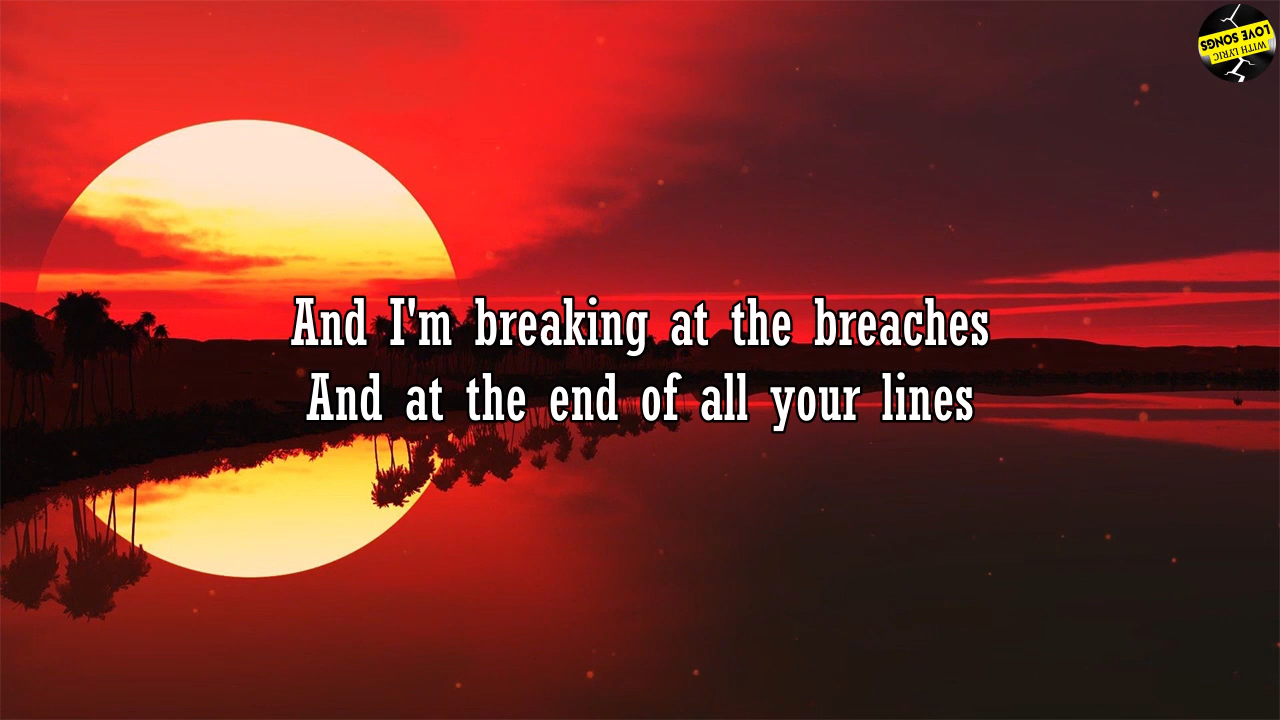 And I'm breaking at the breaches
And at the end of all your lines
LOVE SONGS
WITH LYRIC